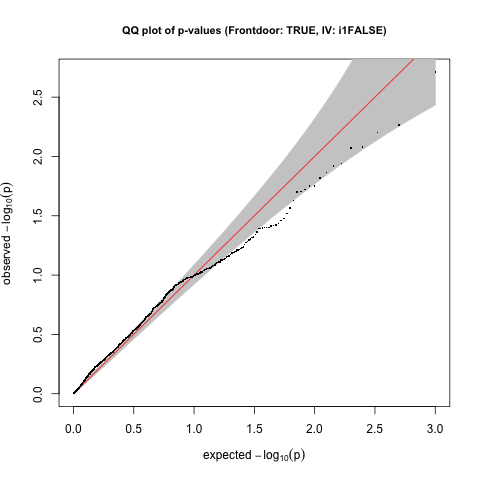 QQ plot of p-values (Frontdoor: TRUE, IV: i1FALSE)
observed −log₁₀(p)
2.5
2.0
1.5
1.0
0.5
0.0
0.0 0.5 1.0 1.5 2.0 2.5 3.0
expected −log₁₀(p)